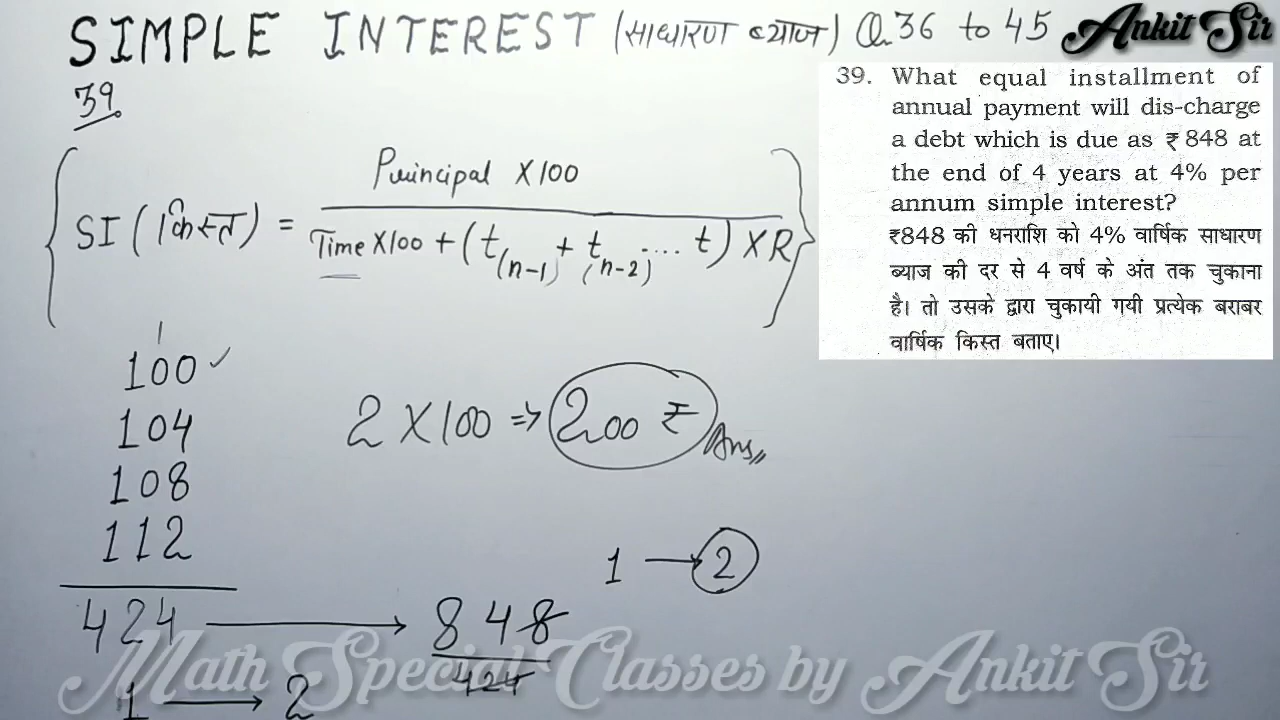 SIMPLE INTEREST (साधारण ब्याज) Q.36 to 45 Ankit Sir
39
39. What equal installment of
annual payment will dis-charge
a debt which is due as ₹848 at
the end of 4 years at 4% per
annum simple interest?
₹848 की धनराशि को 4% वार्षिक साधारण
ब्याज की दर से 4 वर्ष के अंत तक चुकाना
है। तो उसके द्वारा चुकायी गयी प्रत्येक बराबर
वार्षिक किस्त बताए।
Principal X100
SI (किस्त) =
Time X100 + (t(n-1) + t(n-2) .... t) X R
100 ✓
104
108
112
424 → 848
424
1 → 2
2 X 100 ⇒ 200 ₹ Ans,,
1 → 2
Math Special Classes by Ankit Sir